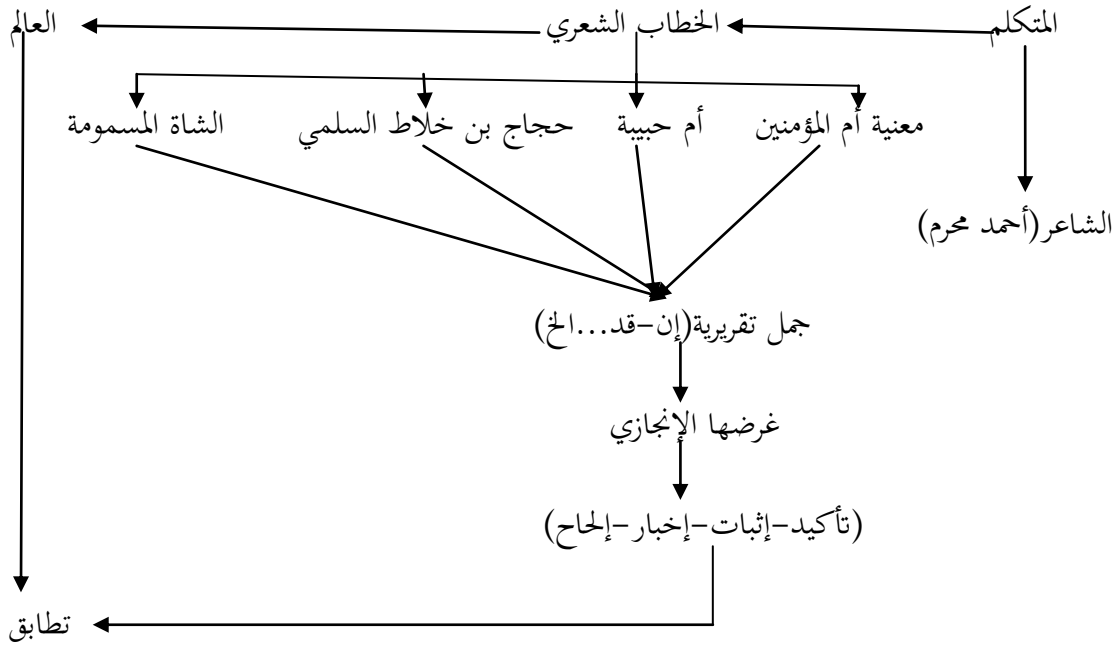 المتكلم الخطاب الشعري العالم
معنية أم المؤمنين أم حبيبة حجاج بن خلاط السلمي الشاة المسمومة
الشاعر(أحمد محرم)
جمل تقريرية(إن-قد...الخ)
غرضها الإنجازي
(تأكيد-إثبات-إخبار-إلحاح)
تطابق